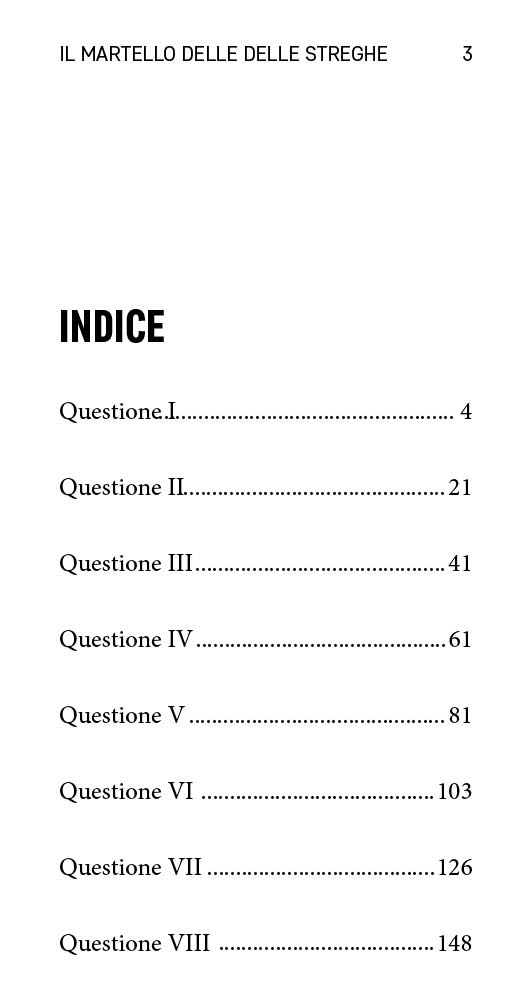 IL MARTELLO DELLE DELLE STREGHE 3
INDICE
Questione I.................................................. 4
Questione II.............................................21
Questione III...........................................41
Questione IV...........................................61
Questione V............................................81
Questione VI ........................................103
Questione VII .......................................126
Questione VIII .....................................148